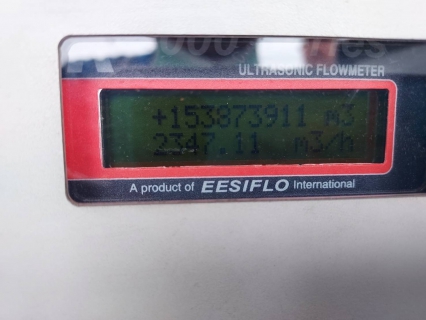 ULTRASONIC FLOWMETER
+153873911 m3
2347.11 m3/h
A product of EESIFLO International